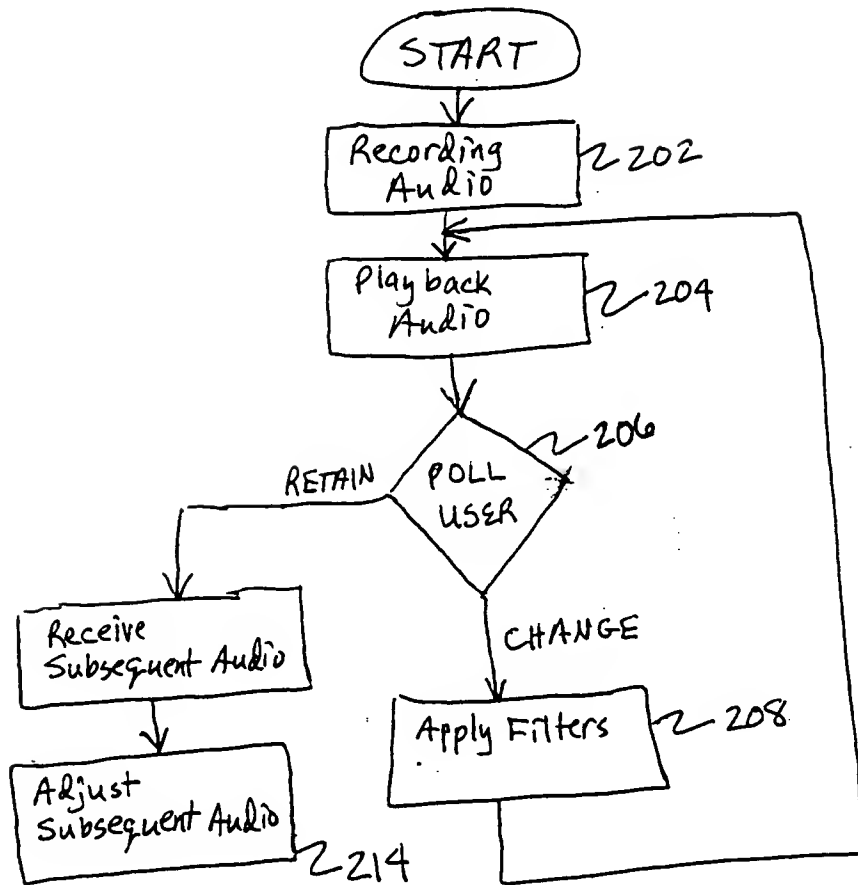 START
Recording
Audio
202
Playback
Audio
204
206
POLL
USER
RETAIN
CHANGE
Receive
Subsequent Audio
Apply Filters
208
Adjust
Subsequent Audio
214